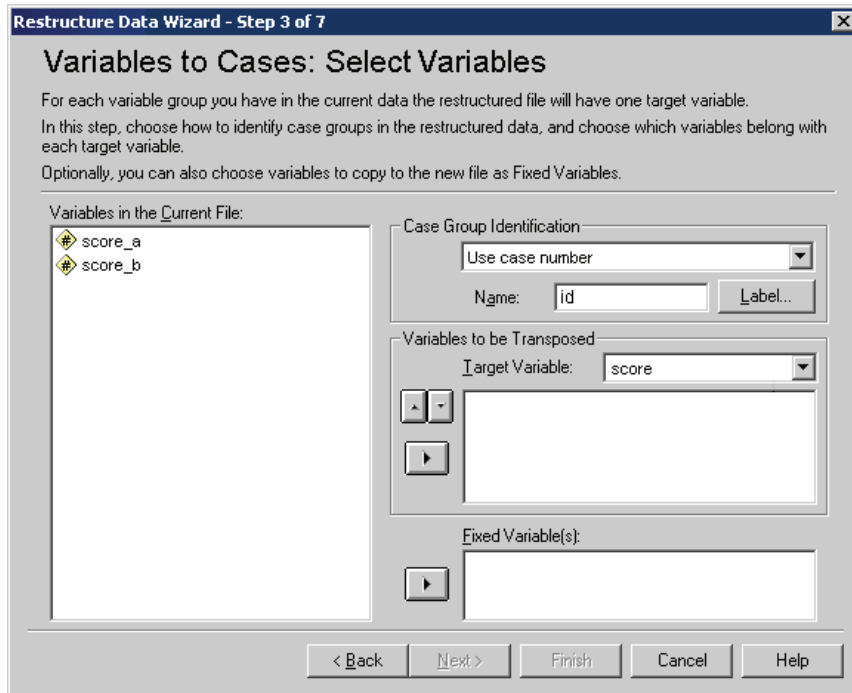 Restructure Data Wizard - Step 3 of 7
Variables to Cases: Select Variables
For each variable group you have in the current data the restructured file will have one target variable.
In this step, choose how to identify case groups in the restructured data, and choose which variables belong with
each target variable.
Optionally, you can also choose variables to copy to the new file as Fixed Variables.
Variables in the Current File:
score_a
score_b
Case Group Identification
Use case number
Name: id Label...
Variables to be Transposed
Target Variable: score
Fixed Variable(s):
< Back Next > Finish Cancel Help